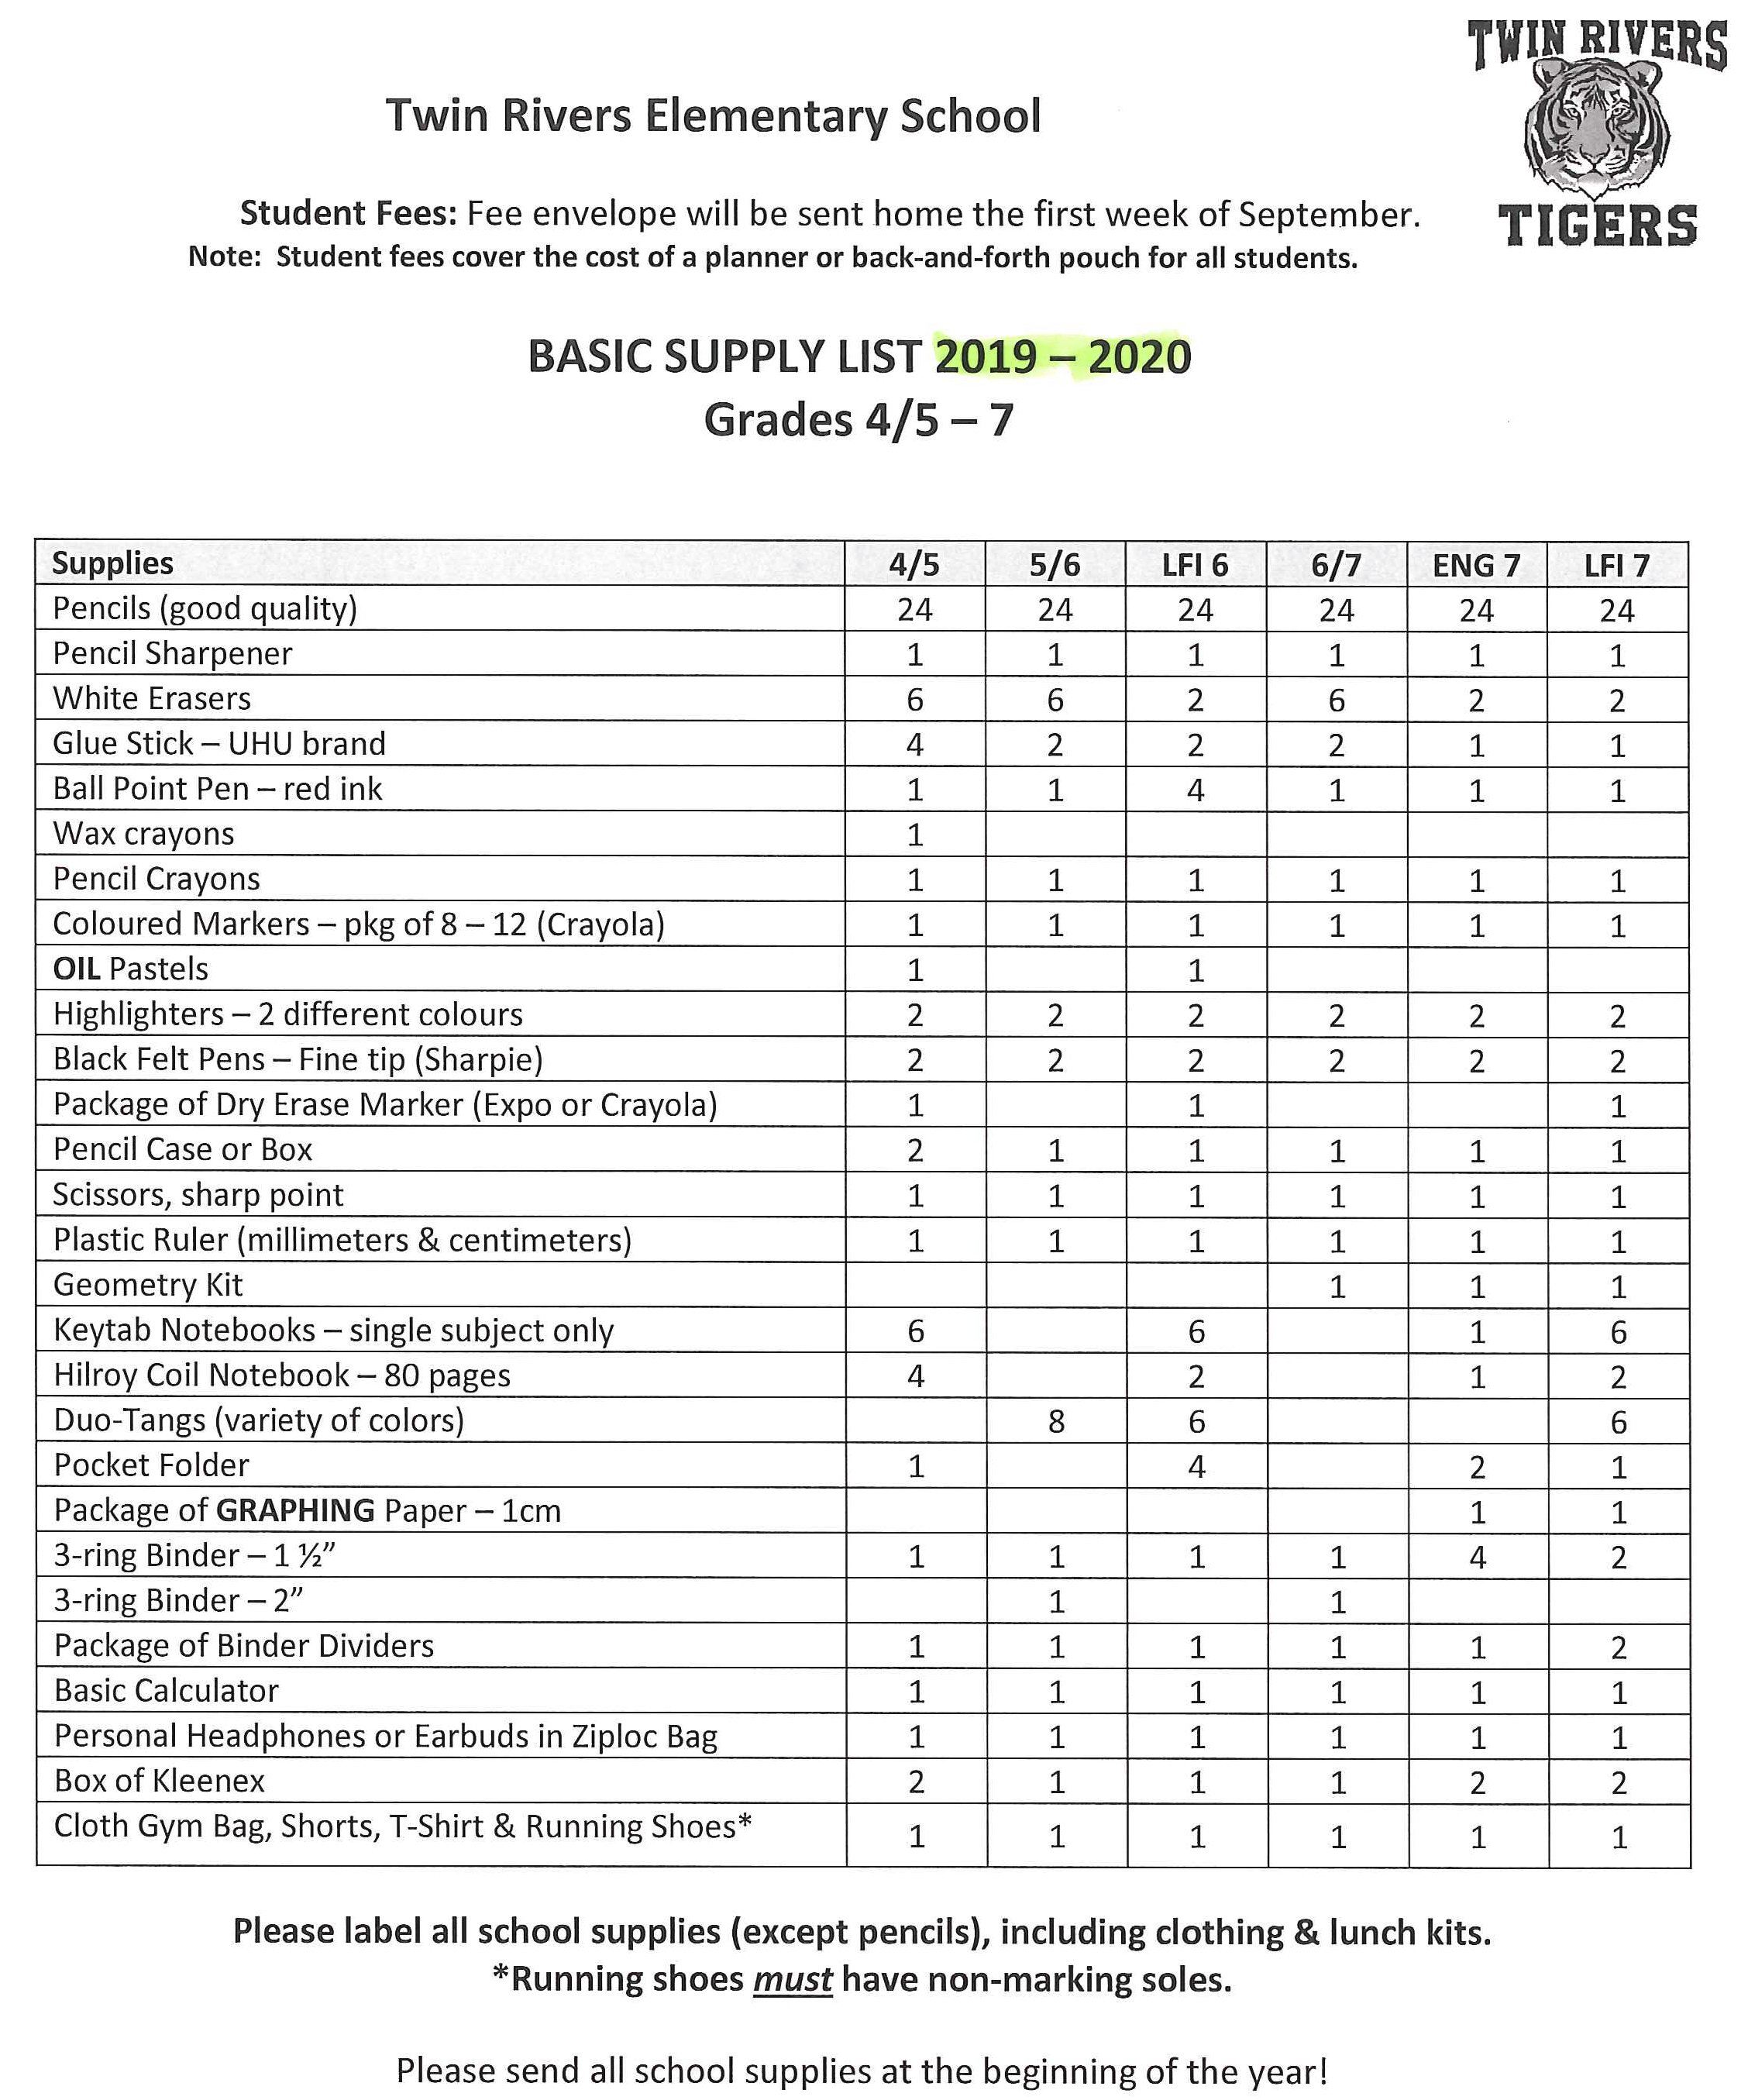 TWIN RIVERS
TIGERS
Twin Rivers Elementary School
Student Fees: Fee envelope will be sent home the first week of September.
Note: Student fees cover the cost of a planner or back-and-forth pouch for all students.
BASIC SUPPLY LIST 2019 – 2020
Grades 4/5 – 7
Supplies 4/5 5/6 LFI 6 6/7 ENG 7 LFI 7
Pencils (good quality) 24 24 24 24 24 24
Pencil Sharpener 1 1 1 1 1 1
White Erasers 6 6 2 6 2 2
Glue Stick – UHU brand 4 2 2 2 1 1
Ball Point Pen – red ink 1 1 4 1 1 1
Wax crayons 1
Pencil Crayons 1 1 1 1 1 1
Coloured Markers – pkg of 8 – 12 (Crayola) 1 1 1 1 1 1
OIL Pastels 1 1
Highlighters – 2 different colours 2 2 2 2 2 2
Black Felt Pens – Fine tip (Sharpie) 2 2 2 2 2 2
Package of Dry Erase Marker (Expo or Crayola) 1 1 1
Pencil Case or Box 2 1 1 1 1 1
Scissors, sharp point 1 1 1 1 1 1
Plastic Ruler (millimeters & centimeters) 1 1 1 1 1 1
Geometry Kit 1 1 1
Keytab Notebooks – single subject only 6 6 1 6
Hilroy Coil Notebook – 80 pages 4 2 1 2
Duo-Tangs (variety of colors) 8 6 6
Pocket Folder 1 4 2 1
Package of GRAPHING Paper – 1cm 1 1
3-ring Binder – 1 ½” 1 1 1 1 4 2
3-ring Binder – 2” 1 1
Package of Binder Dividers 1 1 1 1 1 2
Basic Calculator 1 1 1 1 1 1
Personal Headphones or Earbuds in Ziploc Bag 1 1 1 1 1 1
Box of Kleenex 2 1 1 1 2 2
Cloth Gym Bag, Shorts, T-Shirt & Running Shoes* 1 1 1 1 1 1
Please label all school supplies (except pencils), including clothing & lunch kits.
*Running shoes must have non-marking soles.
Please send all school supplies at the beginning of the year!